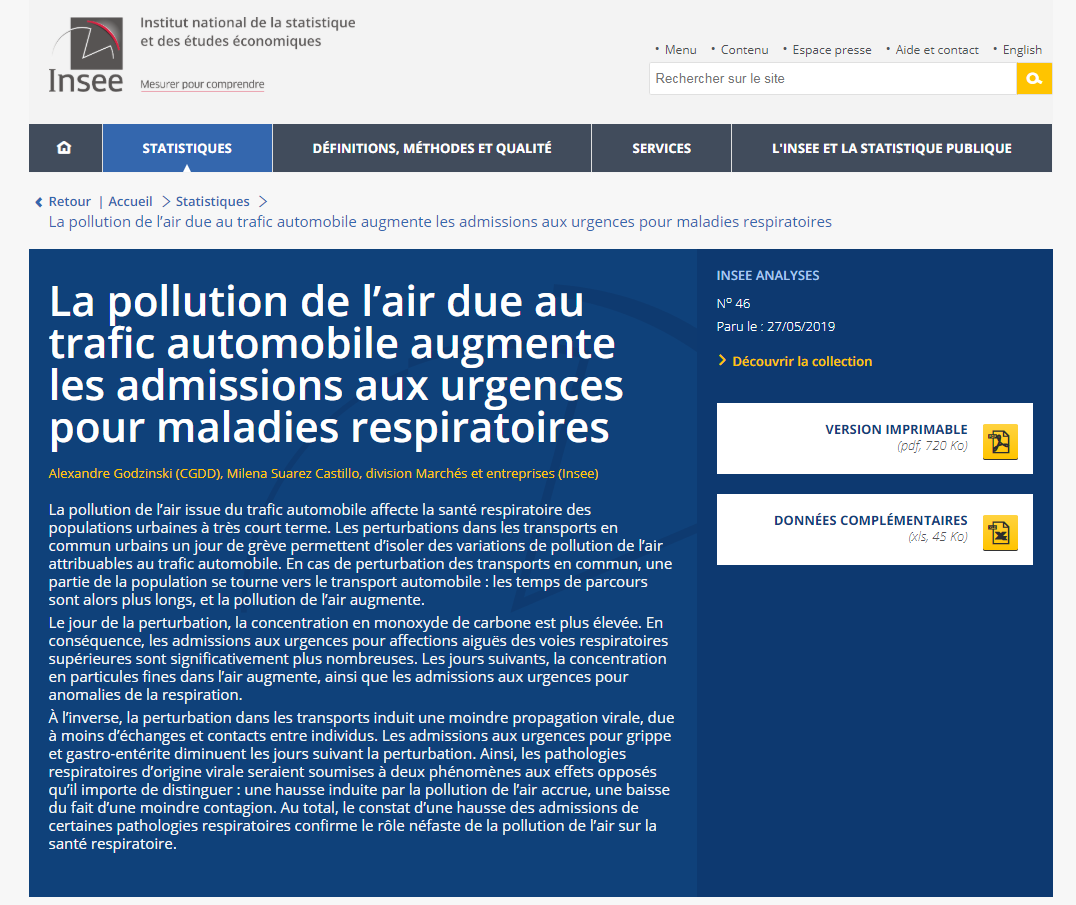 Institut national de la statistique
et des études économiques
Insee
Mesurer pour comprendre
• Menu • Contenu • Espace presse • Aide et contact • English
Rechercher sur le site
STATISTIQUES DÉFINITIONS, MÉTHODES ET QUALITÉ SERVICES L'INSEE ET LA STATISTIQUE PUBLIQUE
Retour | Accueil > Statistiques >
La pollution de l’air due au trafic automobile augmente les admissions aux urgences pour maladies respiratoires
La pollution de l’air due au
trafic automobile augmente
les admissions aux urgences
pour maladies respiratoires
Alexandre Godzinski (CGDD), Milena Suarez Castillo, division Marchés et entreprises (Insee)
La pollution de l’air issue du trafic automobile affecte la santé respiratoire des
populations urbaines à très court terme. Les perturbations dans les transports en
commun urbains un jour de grève permettent d’isoler des variations de pollution de l’air
attribuables au trafic automobile. En cas de perturbation des transports en commun, une
partie de la population se tourne vers le transport automobile : les temps de parcours
sont alors plus longs, et la pollution de l’air augmente.
Le jour de la perturbation, la concentration en monoxyde de carbone est plus élevée. En
conséquence, les admissions aux urgences pour affections aiguës des voies respiratoires
supérieures sont significativement plus nombreuses. Les jours suivants, la concentration
en particules fines dans l’air augmente, ainsi que les admissions aux urgences pour
anomalies de la respiration.
À l’inverse, la perturbation dans les transports induit une moindre propagation virale, due
à moins d’échanges et contacts entre individus. Les admissions aux urgences pour grippe
et gastro-entérite diminuent les jours suivant la perturbation. Ainsi, les pathologies
respiratoires d’origine virale seraient soumises à deux phénomènes aux effets opposés
qu’il importe de distinguer : une hausse induite par la pollution de l’air accrue, une baisse
du fait d’une moindre contagion. Au total, le constat d’une hausse des admissions de
certaines pathologies respiratoires confirme le rôle néfaste de la pollution de l’air sur la
santé respiratoire.
INSEE ANALYSES
Nº 46
Paru le : 27/05/2019
Découvrir la collection
VERSION IMPRIMABLE
(pdf, 720 Ko)
DONNÉES COMPLÉMENTAIRES
(xls, 45 Ko)